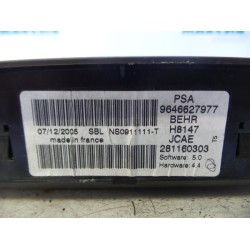 PSA
9646627977
BEHR
H8147
JCAE
281160303
Software: 5.0
Hardware: 4.4
T5
07/12/2005 SBL NS0911111-T
made in france